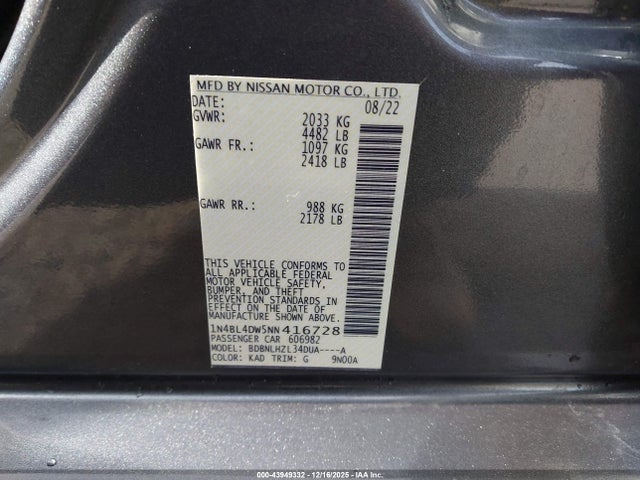 MFD BY NISSAN MOTOR CO., LTD.
DATE: 08/22
GVWR: 2033 KG
4482 LB
GAWR FR.: 1097 KG
2418 LB
GAWR RR.: 988 KG
2178 LB
THIS VEHICLE CONFORMS TO
ALL APPLICABLE FEDERAL
MOTOR VEHICLE SAFETY,
BUMPER, AND THEFT
PREVENTION STANDARDS IN
EFFECT ON THE DATE OF
MANUFACTURE SHOWN ABOVE.
1N4BL4DW5NN416728
PASSENGER CAR 606982
MODEL: BDBNLHZL34DUA----A
COLOR: KAD TRIM: G 9N00A
000-43949332 - 12/16/2025 - IAA Inc.